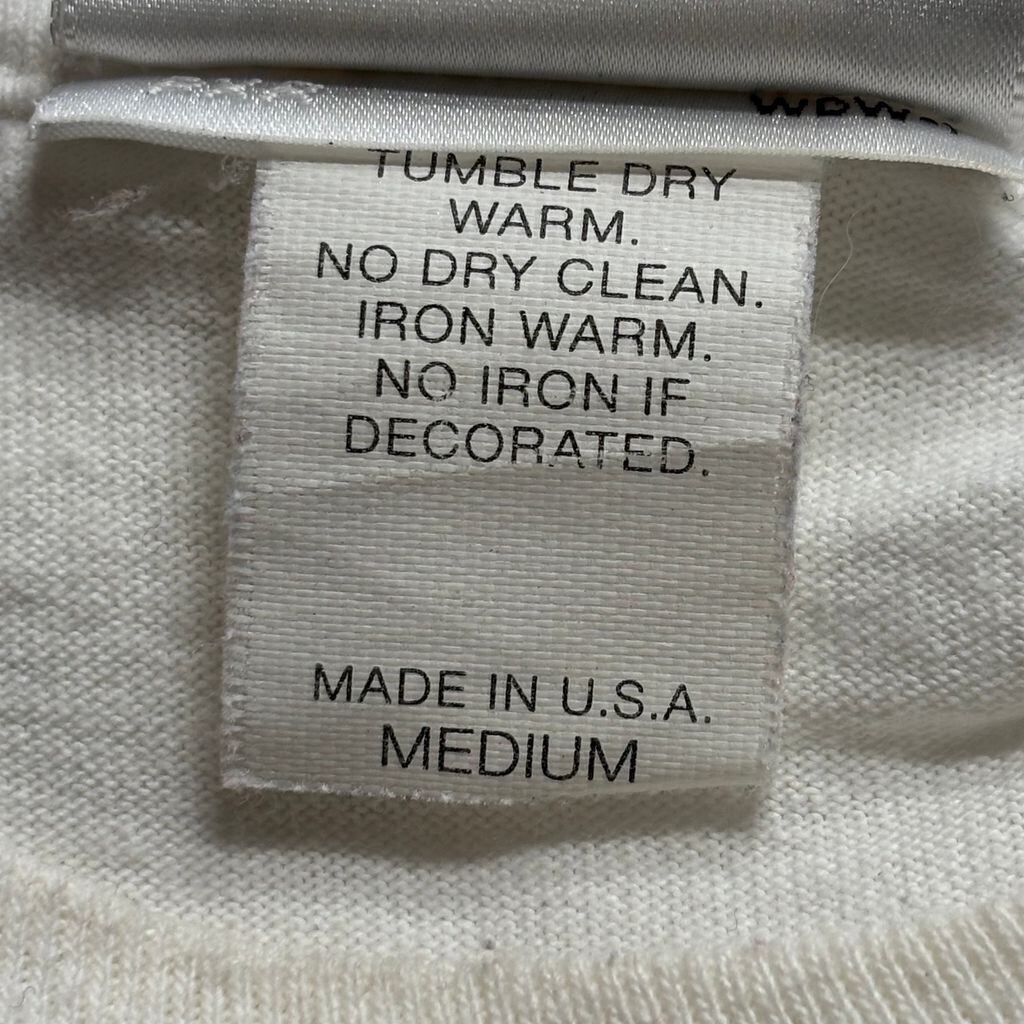 TUMBLE DRY
WARM.
NO DRY CLEAN.
IRON WARM.
NO IRON IF
DECORATED.
MADE IN U.S.A.
MEDIUM